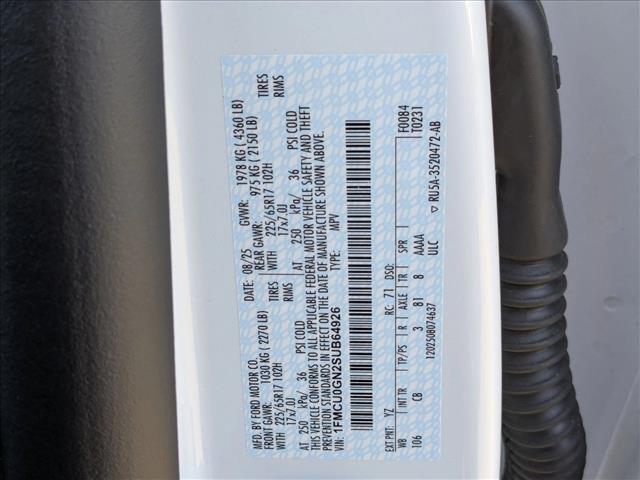 MFD. BY FORD MOTOR CO.
DATE: 08/25 GVWR: 1978 KG ( 4360 LB)
FRONT GAWR: 1030 KG ( 2270 LB) REAR GAWR: 975 KG ( 2150 LB)
WITH 225/65R17 102H TIRES WITH 225/65R17 102H TIRES
17x7.0J RIMS 17x7.0J RIMS
AT 250 kPa/ 36 PSI COLD AT 250 kPa/ 36 PSI COLD
THIS VEHICLE CONFORMS TO ALL APPLICABLE FEDERAL MOTOR VEHICLE SAFETY AND THEFT
PREVENTION STANDARDS IN EFFECT ON THE DATE OF MANUFACTURE SHOWN ABOVE.
VIN: 1FMCU0GN2SUB64926 TYPE: MPV
F0084
T0231
EXT PNT: YZ RC: 71 DSO:
WB INT TR TP/PS R AXLE TR SPR
106 CB 3 81 8 AAAA
ULC
1202508074637 ▽ RU5A-3520472-AB